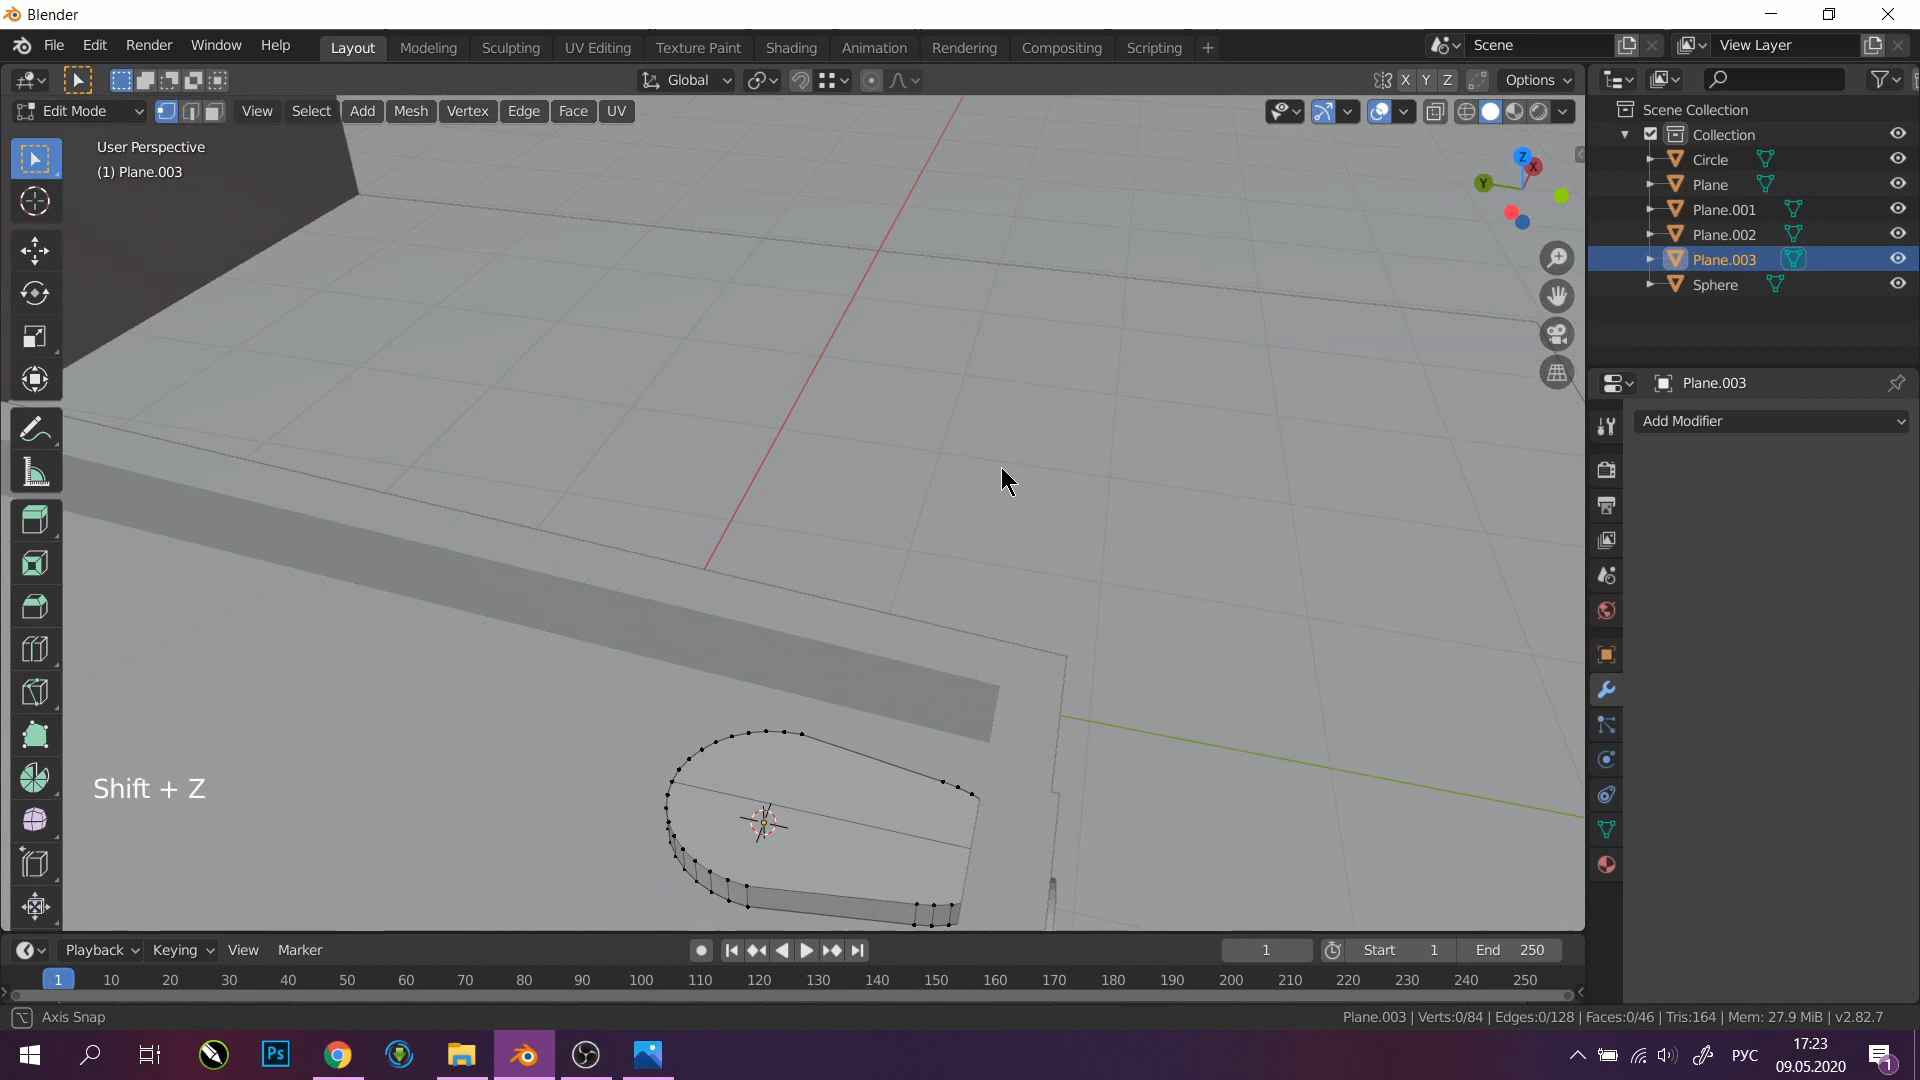 Blender
File Edit Render Window Help Layout Modeling Sculpting UV Editing Texture Paint Shading Animation Rendering Compositing Scripting + Scene View Layer
Global X Y Z Options
Edit Mode View Select Add Mesh Vertex Edge Face UV
User Perspective
(1) Plane.003
Z X Y
Shift + Z
Scene Collection
Collection
Circle
Plane
Plane.001
Plane.002
Plane.003
Sphere
Plane.003
Add Modifier
Playback Keying View Marker 1 Start 1 End 250
1 10 20 30 40 50 60 70 80 90 100 110 120 130 140 150 160 170 180 190 200 210 220 230 240 250
Axis Snap Plane.003 | Verts:0/84 | Edges:0/128 | Faces:0/46 | Tris:164 | Mem: 27.9 MiB | v2.82.7
Ps РУС 17:23
09.05.2020
1